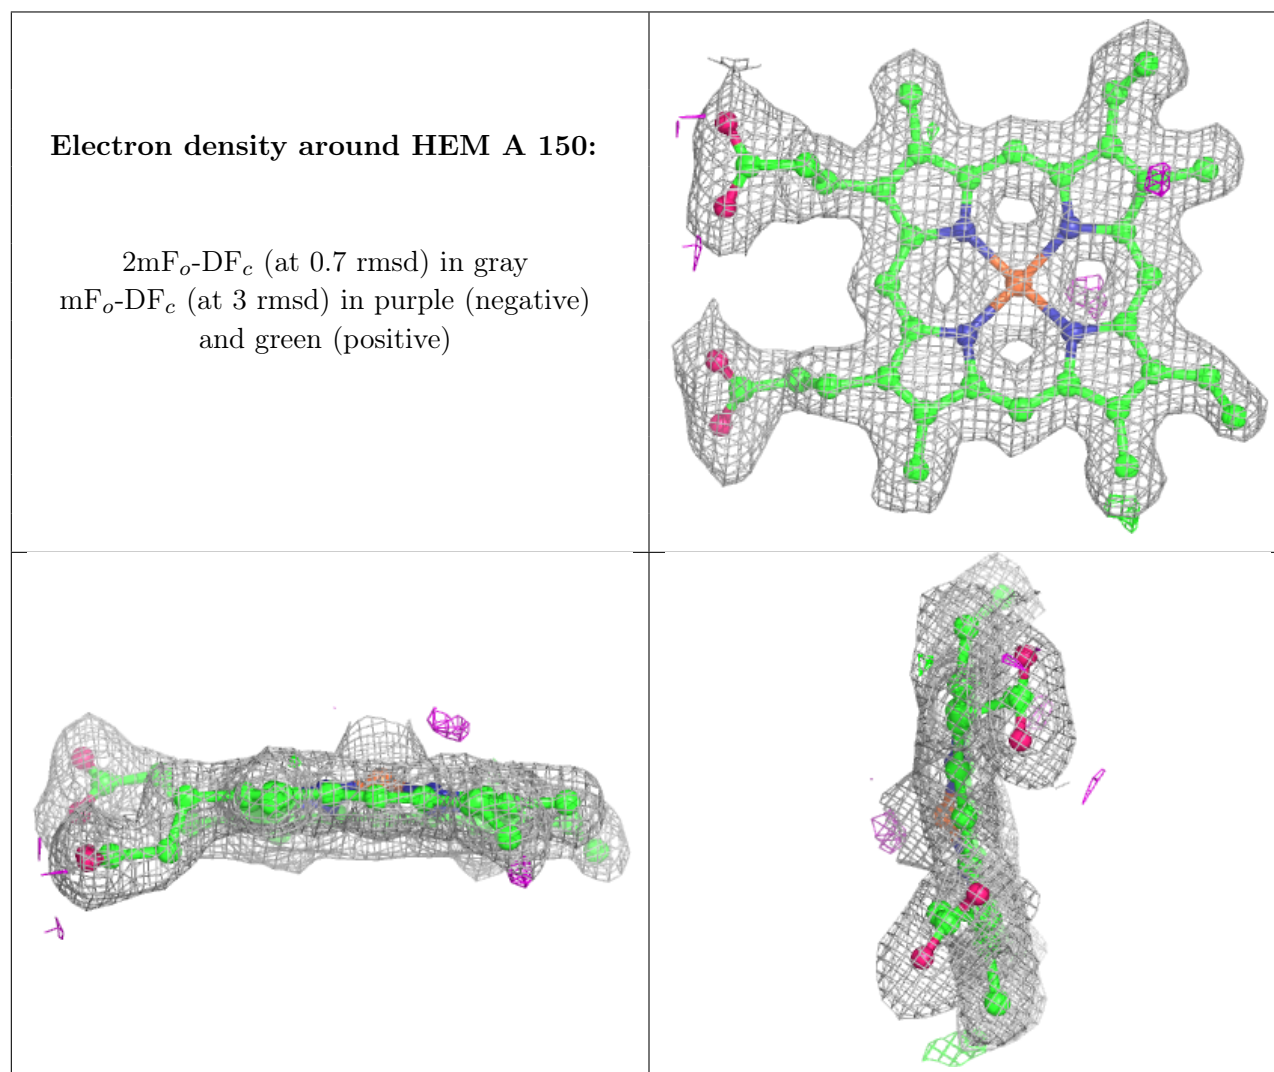 Electron density around HEM A 150:
2mFo-DFc (at 0.7 rmsd) in gray
mFo-DFc (at 3 rmsd) in purple (negative)
and green (positive)